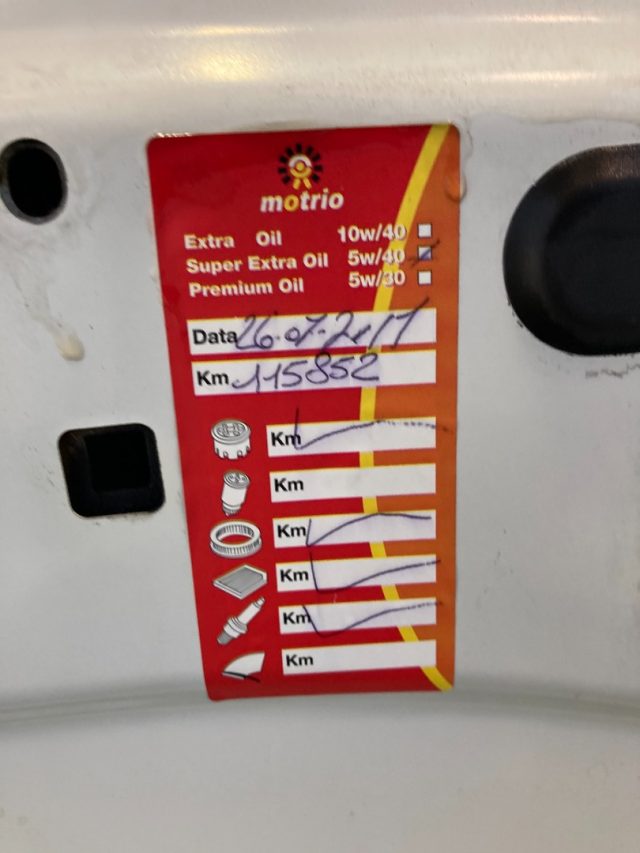 motrio
Extra Oil 10w/40
Super Extra Oil 5w/40
Premium Oil 5w/30
Data 26.07.2017
Km 115852
Km
Km
Km
Km
Km
Km